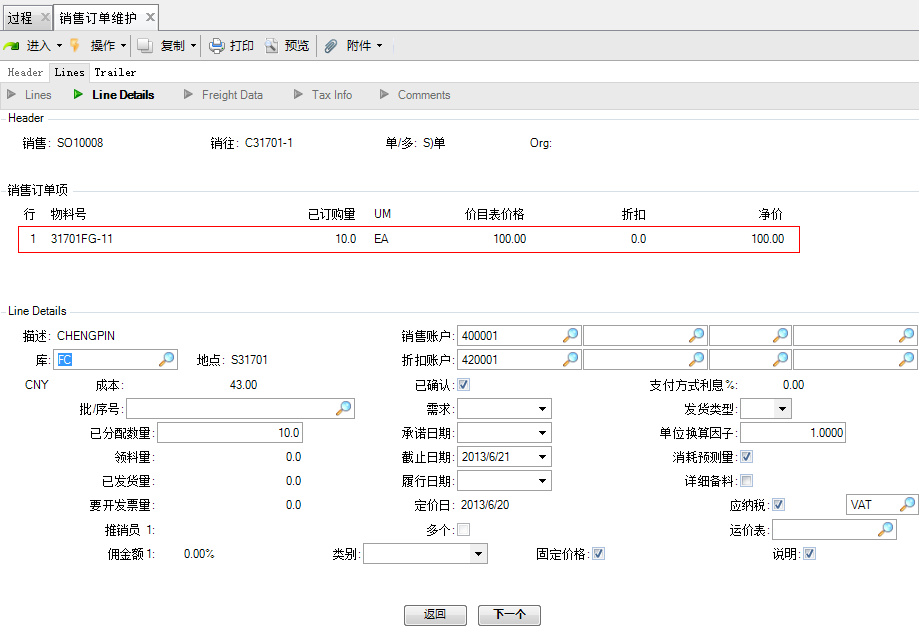 过程 销售订单维护
进入 操作 复制 打印 预览 附件
Header Lines Trailer
Lines Line Details Freight Data Tax Info Comments
Header
销售: SO10008 销往: C31701-1 单/多: S)单 Org:
销售订单项
行 物料号 已订购量 UM 价目表价格 折扣 净价
1 31701FG-11 10.0 EA 100.00 0.0 100.00
Line Details
描述: CHENGPIN 销售账户: 400001
库: FC 地点: S31701 折扣账户: 420001
CNY 成本: 43.00 已确认: 支付方式利息%: 0.00
批/序号: 需求: 发货类型:
已分配数量: 10.0 承诺日期: 单位换算因子: 1.0000
领料量: 0.0 截止日期: 2013/6/21 消耗预测量:
已发货量: 0.0 履行日期: 详细备料:
要开发票量: 0.0 定价日: 2013/6/20 应纳税: VAT
推销员 1: 多个: 运价表:
佣金额 1: 0.00% 类别: 固定价格: 说明:
返回 下一个